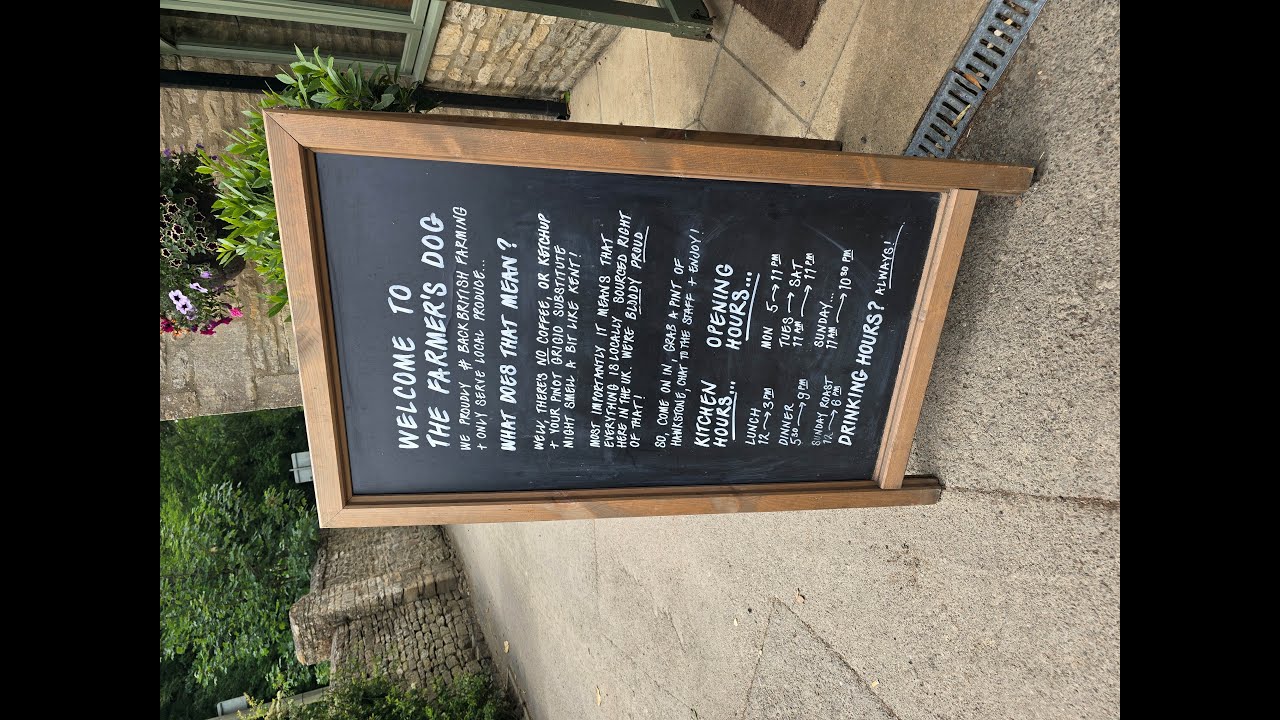 WELCOME TO
THE FARMER'S DOG
WE PROUDLY # BACKBRITISH FARMING
+ ONLY SERVE LOCAL PRODUCE...
WHAT DOES THAT MEAN?
WELL, THERE'S NO COFFEE, OR KETCHUP
+ YOUR PINOT GRIGIO SUBSTITUTE
MIGHT SMELL A BIT LIKE KENT!
MOST IMPORTANTLY IT MEANS THAT
EVERYTHING IS LOCALLY SOURCED RIGHT
HERE IN THE UK. WE'RE BLOODY PROUD
OF THAT!
SO, COME ON IN, GRAB A PINT OF
HAWKSTONE, CHAT TO THE STAFF + ENJOY!
KITCHEN
HOURS...
LUNCH
12 → 3PM
DINNER
5 30 → 9PM
SUNDAY ROAST
12 → 6PM
OPENING
HOURS...
MON 5 → 11PM
TUES → SAT
11AM → 11PM
SUNDAY...
11AM → 10 30 PM
DRINKING HOURS? ALWAYS!